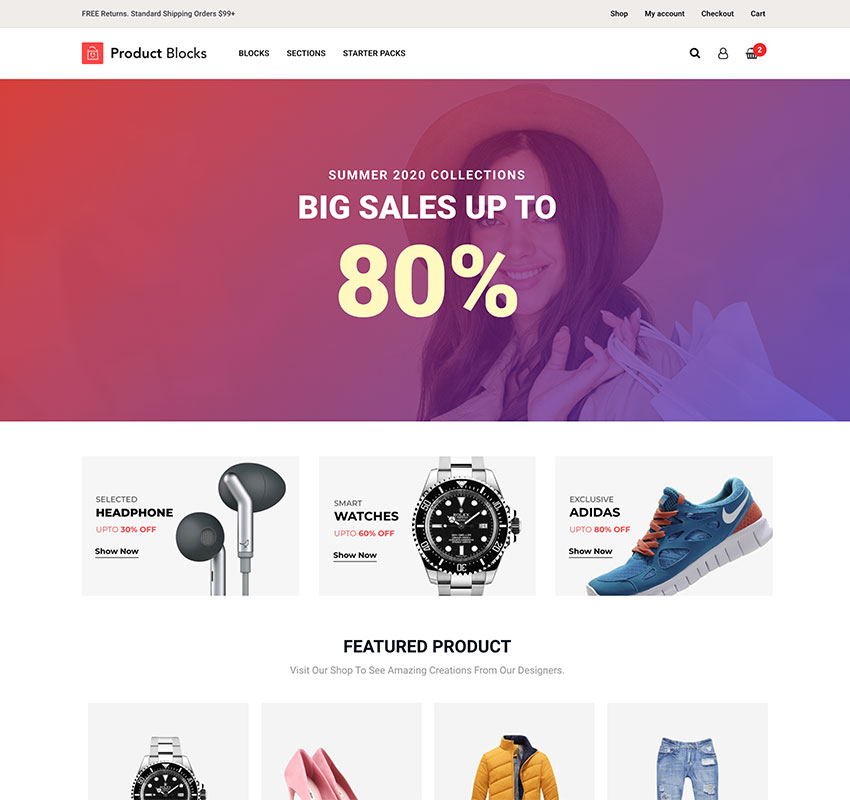 FREE Returns. Standard Shipping Orders $99+
Shop My account Checkout Cart
Product Blocks
BLOCKS SECTIONS STARTER PACKS
2
SUMMER 2020 COLLECTIONS
BIG SALES UP TO
80%
SELECTED
HEADPHONE
UPTO 30% OFF
Show Now
SMART
WATCHES
UPTO 60% OFF
Show Now
ROLEX
EXCLUSIVE
ADIDAS
UPTO 80% OFF
Show Now
FEATURED PRODUCT
Visit Our Shop To See Amazing Creations From Our Designers.